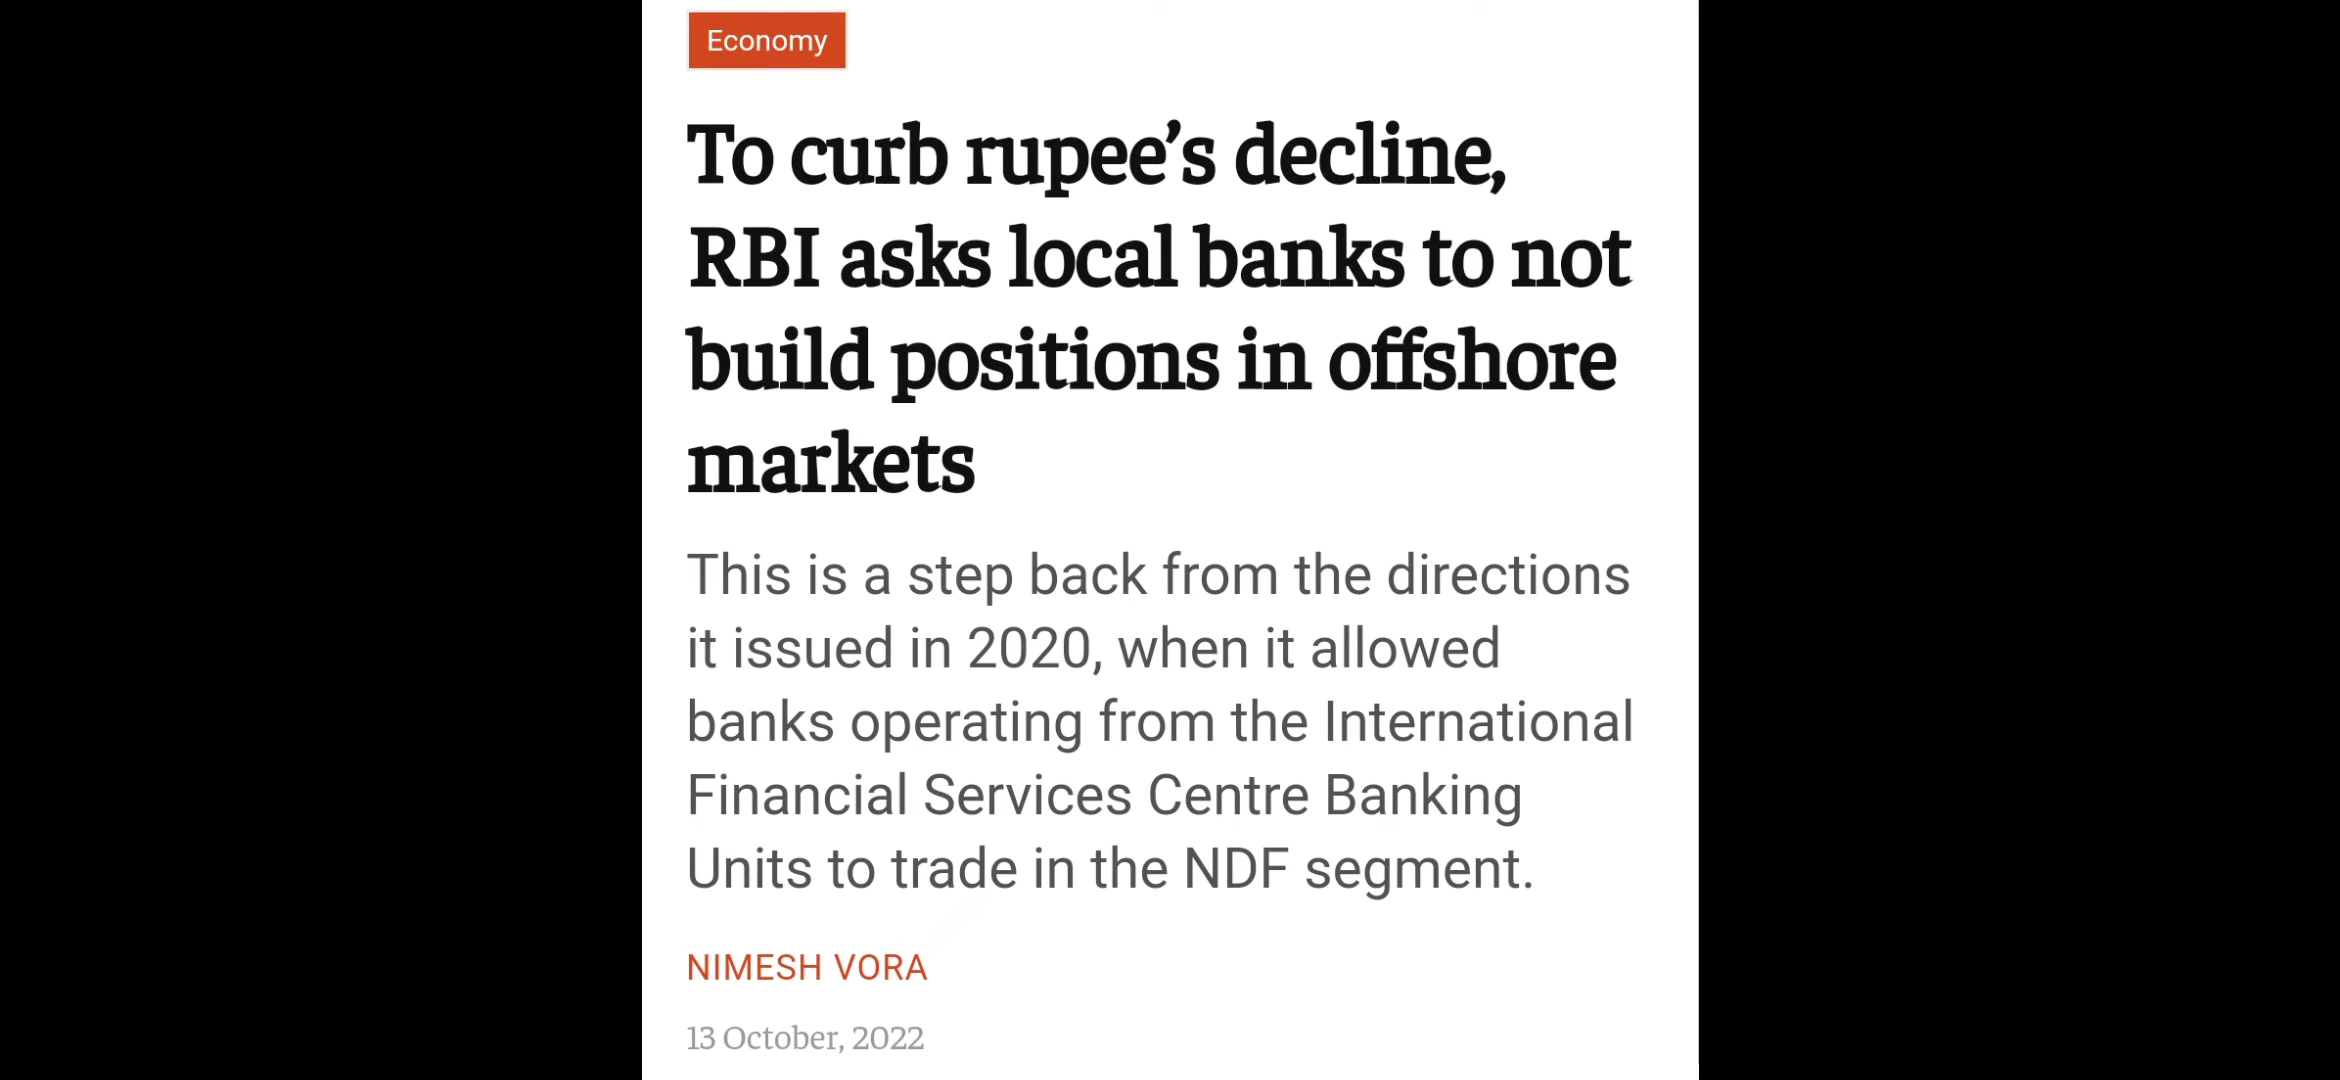 Economy
To curb rupee’s decline,
RBI asks local banks to not
build positions in offshore
markets
This is a step back from the directions
it issued in 2020, when it allowed
banks operating from the International
Financial Services Centre Banking
Units to trade in the NDF segment.
NIMESH VORA
13 October, 2022